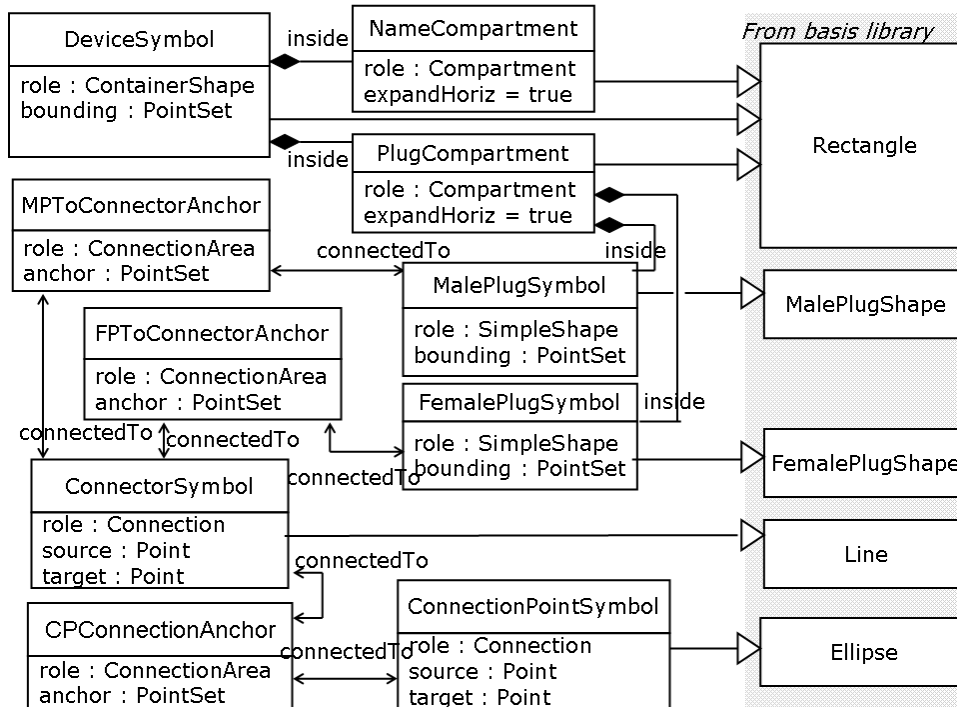 DeviceSymbol
role : ContainerShape
bounding : PointSet
inside
NameCompartment
role : Compartment
expandHoriz = true
From basis library
Rectangle
inside
PlugCompartment
role : Compartment
expandHoriz = true
MPToConnectorAnchor
role : ConnectionArea
anchor : PointSet
connectedTo
inside
MalePlugSymbol
role : SimpleShape
bounding : PointSet
MalePlugShape
FPToConnectorAnchor
role : ConnectionArea
anchor : PointSet
FemalePlugSymbol
role : SimpleShape
bounding : PointSet
inside
connectedTo
connectedTo
connectedTo
FemalePlugShape
ConnectorSymbol
role : Connection
source : Point
target : Point
Line
connectedTo
CPConnectionAnchor
role : ConnectionArea
anchor : PointSet
connectedTo
ConnectionPointSymbol
role : Connection
source : Point
target : Point
Ellipse